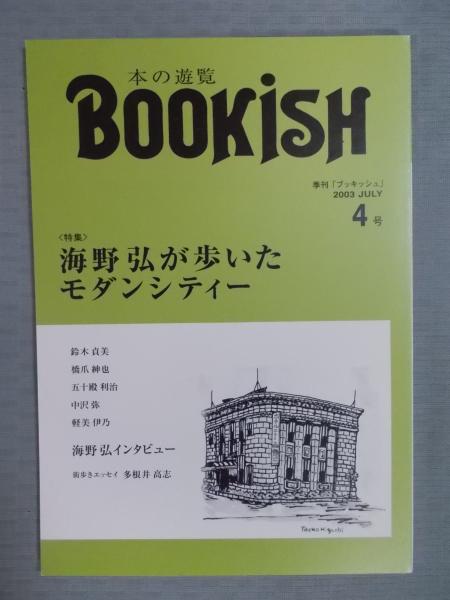 本の遊覧
BOOKiSH
季刊「ブッキッシュ」
2003 JULY
4号
〈特集〉
海野弘が歩いた
モダンシティー
鈴木 貞美
橋爪 紳也
五十殿 利治
中沢 弥
軽美 伊乃
海野 弘インタビュー
街歩きエッセイ 多根井 高志